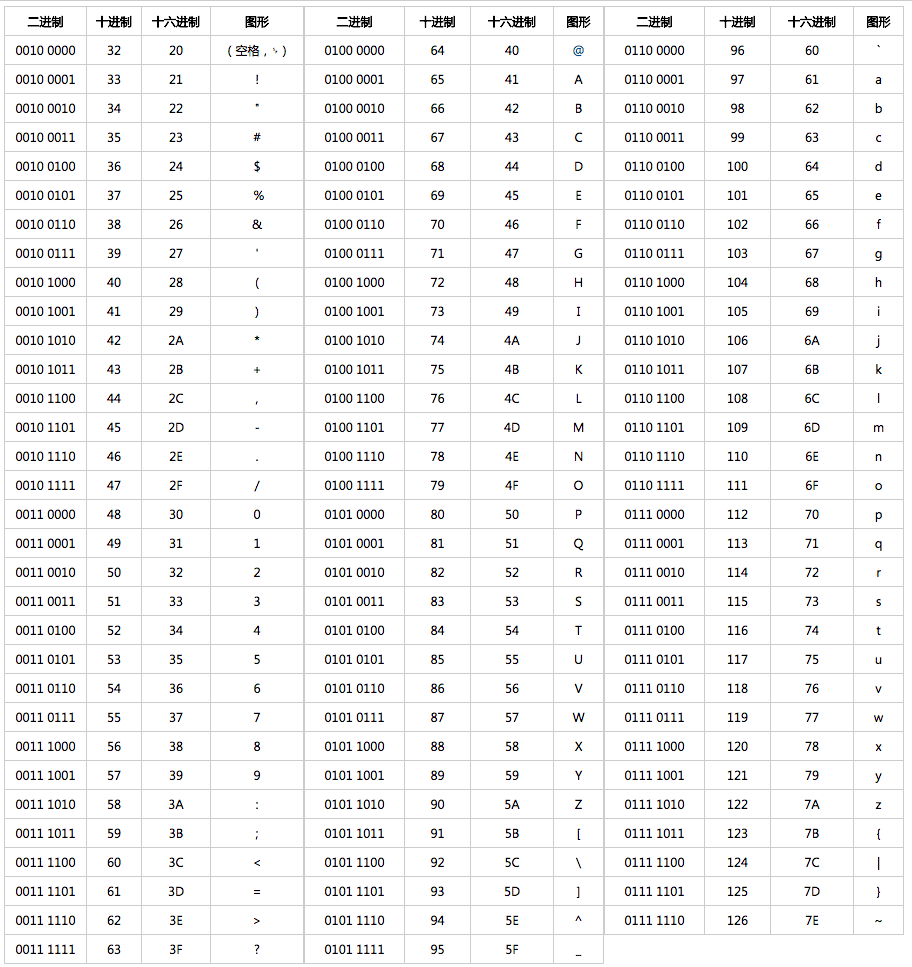 二进制 十进制 十六进制 图形 二进制 十进制 十六进制 图形 二进制 十进制 十六进制 图形
0010 0000 32 20 （空格，␠） 0100 0000 64 40 @ 0110 0000 96 60 `
0010 0001 33 21 ! 0100 0001 65 41 A 0110 0001 97 61 a
0010 0010 34 22 " 0100 0010 66 42 B 0110 0010 98 62 b
0010 0011 35 23 # 0100 0011 67 43 C 0110 0011 99 63 c
0010 0100 36 24 $ 0100 0100 68 44 D 0110 0100 100 64 d
0010 0101 37 25 % 0100 0101 69 45 E 0110 0101 101 65 e
0010 0110 38 26 & 0100 0110 70 46 F 0110 0110 102 66 f
0010 0111 39 27 ' 0100 0111 71 47 G 0110 0111 103 67 g
0010 1000 40 28 ( 0100 1000 72 48 H 0110 1000 104 68 h
0010 1001 41 29 ) 0100 1001 73 49 I 0110 1001 105 69 i
0010 1010 42 2A * 0100 1010 74 4A J 0110 1010 106 6A j
0010 1011 43 2B + 0100 1011 75 4B K 0110 1011 107 6B k
0010 1100 44 2C , 0100 1100 76 4C L 0110 1100 108 6C l
0010 1101 45 2D - 0100 1101 77 4D M 0110 1101 109 6D m
0010 1110 46 2E . 0100 1110 78 4E N 0110 1110 110 6E n
0010 1111 47 2F / 0100 1111 79 4F O 0110 1111 111 6F o
0011 0000 48 30 0 0101 0000 80 50 P 0111 0000 112 70 p
0011 0001 49 31 1 0101 0001 81 51 Q 0111 0001 113 71 q
0011 0010 50 32 2 0101 0010 82 52 R 0111 0010 114 72 r
0011 0011 51 33 3 0101 0011 83 53 S 0111 0011 115 73 s
0011 0100 52 34 4 0101 0100 84 54 T 0111 0100 116 74 t
0011 0101 53 35 5 0101 0101 85 55 U 0111 0101 117 75 u
0011 0110 54 36 6 0101 0110 86 56 V 0111 0110 118 76 v
0011 0111 55 37 7 0101 0111 87 57 W 0111 0111 119 77 w
0011 1000 56 38 8 0101 1000 88 58 X 0111 1000 120 78 x
0011 1001 57 39 9 0101 1001 89 59 Y 0111 1001 121 79 y
0011 1010 58 3A : 0101 1010 90 5A Z 0111 1010 122 7A z
0011 1011 59 3B ; 0101 1011 91 5B [ 0111 1011 123 7B {
0011 1100 60 3C < 0101 1100 92 5C \ 0111 1100 124 7C |
0011 1101 61 3D = 0101 1101 93 5D ] 0111 1101 125 7D }
0011 1110 62 3E > 0101 1110 94 5E ^ 0111 1110 126 7E ~
0011 1111 63 3F ? 0101 1111 95 5F _